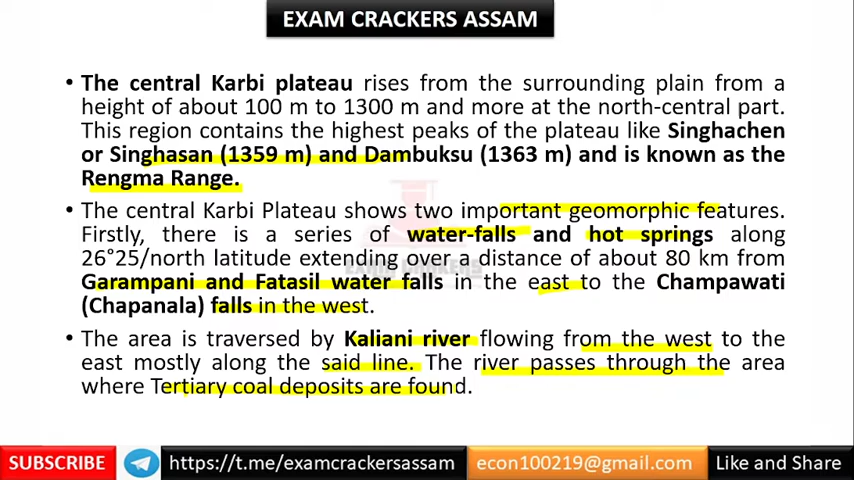 EXAM CRACKERS ASSAM
• The central Karbi plateau rises from the surrounding plain from a
height of about 100 m to 1300 m and more at the north-central part.
This region contains the highest peaks of the plateau like Singhachen
or Singhasan (1359 m) and Dambuksu (1363 m) and is known as the
Rengma Range.
• The central Karbi Plateau shows two important geomorphic features.
Firstly, there is a series of water-falls and hot springs along
26°25/north latitude extending over a distance of about 80 km from
Garampani and Fatasil water falls in the east to the Champawati
(Chapanala) falls in the west.
• The area is traversed by Kaliani river flowing from the west to the
east mostly along the said line. The river passes through the area
where Tertiary coal deposits are found.
SUBSCRIBE https://t.me/examcrackersassam econ100219@gmail.com Like and Share